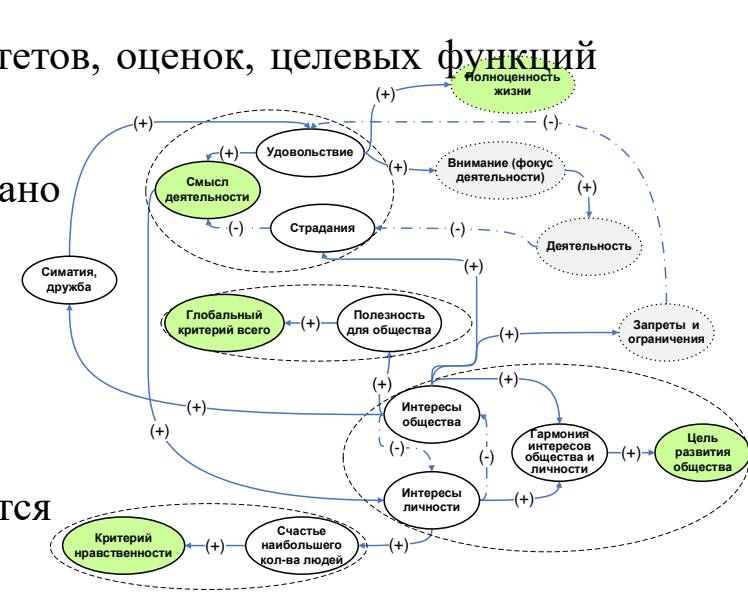 тетов, оценок, целевых функций
Полноценность
жизни
(+)
(+)
(-)
Удовольствие
(+)
(+)
Внимание (фокус
деятельности)
ано
Смысл
деятельности
(+)
Страдания
(-)
(-)
Деятельность
Симатия,
дружба
(+)
Глобальный
критерий всего
(+)
Полезность
для общества
(+)
Запреты и
ограничения
(+)
(+)
(+)
Интересы
общества
(+)
(-)
(-)
Гармония
интересов
общества и
личности
(+)
Цель
развития
общества
Интересы
личности
(+)
тся
Критерий
нравственности
(+)
Счастье
наибольшего
кол-ва людей
(+)